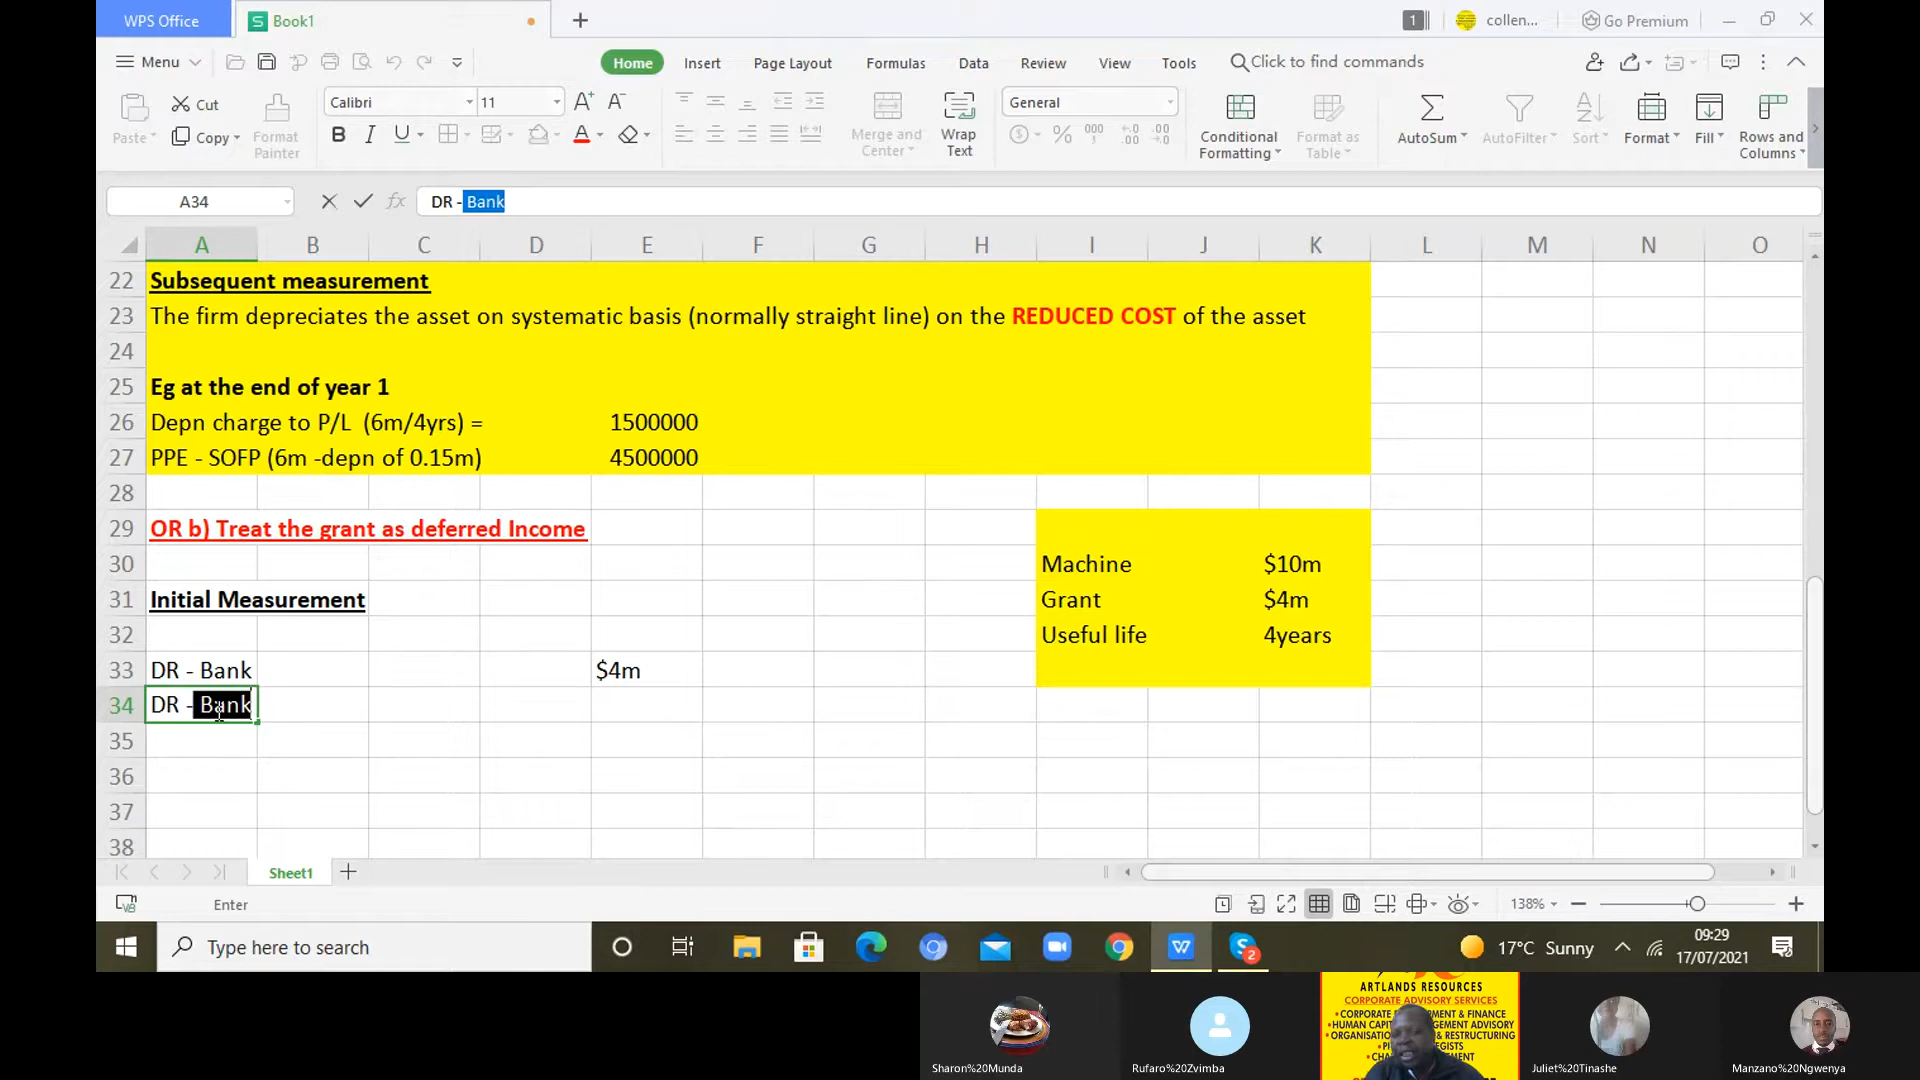 WPS Office
Book1
1
collen...
Go Premium
Menu
Home
Insert
Page Layout
Formulas
Data
Review
View
Tools
Click to find commands
Paste
Cut
Copy
Format Painter
Calibri
11
Merge and Center
Wrap Text
General
Conditional Formatting
Format as Table
AutoSum
AutoFilter
Sort
Format
Fill
Rows and Columns
A34
DR - Bank
A B C D E F G H I J K L M N O
22 Subsequent measurement
23 The firm depreciates the asset on systematic basis (normally straight line) on the REDUCED COST of the asset
24
25 Eg at the end of year 1
26 Depn charge to P/L (6m/4yrs) = 1500000
27 PPE - SOFP (6m -depn of 0.15m) 4500000
28
29 OR b) Treat the grant as deferred Income
30 Machine $10m
31 Initial Measurement Grant $4m
32 Useful life 4years
33 DR - Bank $4m
34 DR - Bank
35
36
37
38
Sheet1
Enter
138%
Type here to search
2
17°C Sunny
09:29
17/07/2021
ARTLANDS RESOURCES
CORPORATE ADVISORY SERVICES
Sharon%20Munda
Rufaro%20Zvimba
Juliet%20Tinashe
Manzano%20Ngwenya